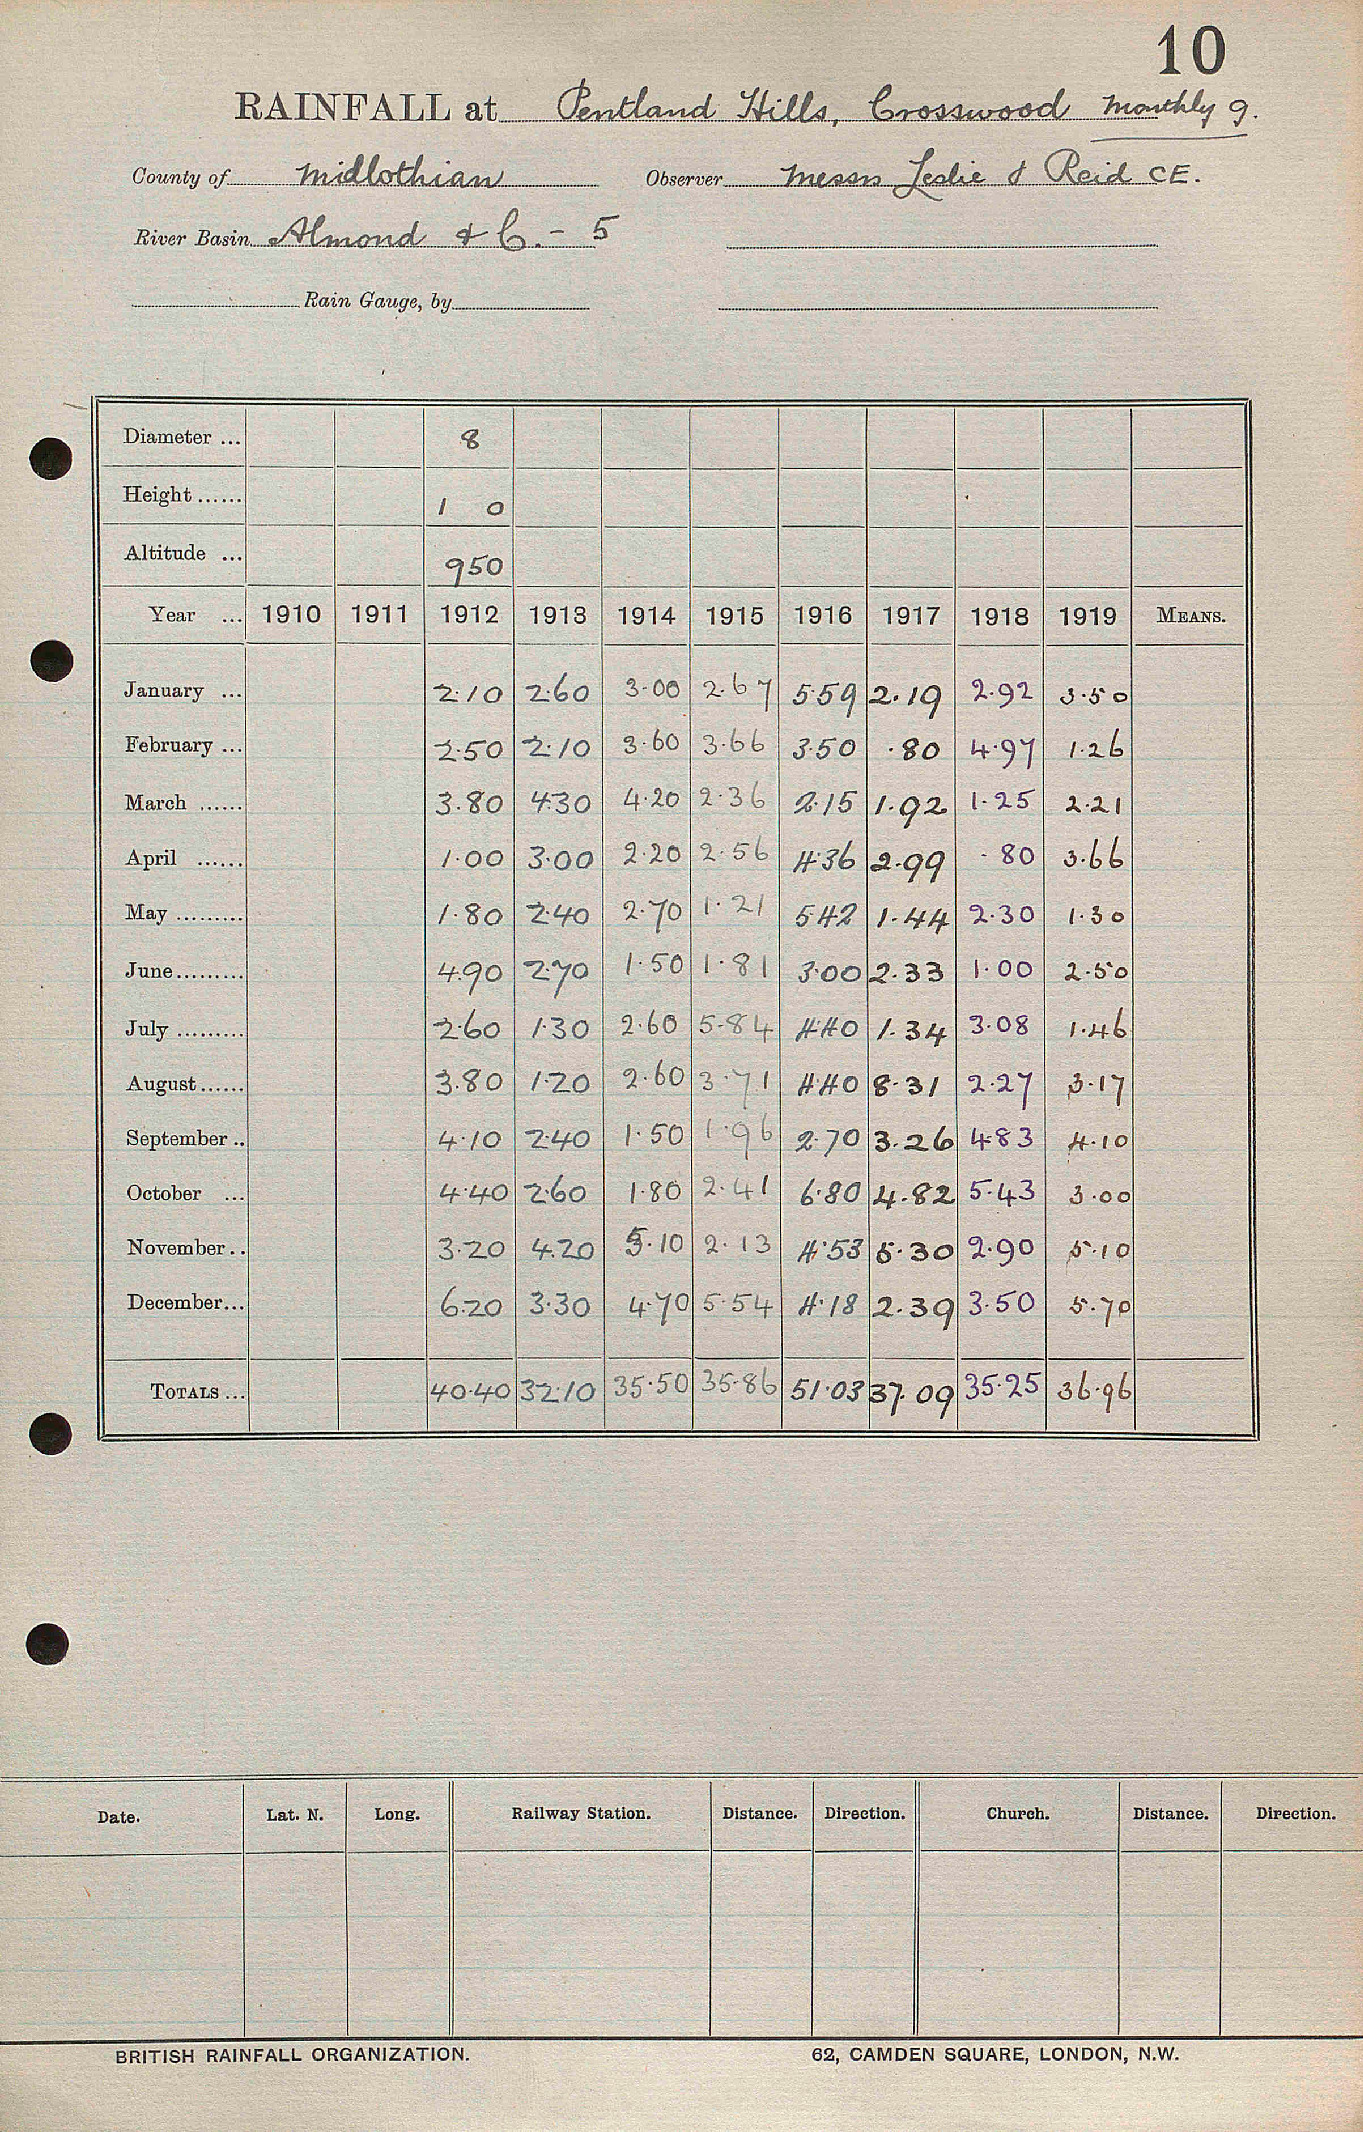 10
RAINFALL at Pentland Hills, Crosswood Monthly 9.
County of Midlothian Observer Messrs Leslie & Reid CE.
River Basin Almond & C. - 5
Rain Gauge, by
Diameter ... 8
Height ...... 1 0
Altitude ... 950
Year ... 1910 1911 1912 1913 1914 1915 1916 1917 1918 1919 MEANS.
January ... 2.10 2.60 3.00 2.67 5.59 2.19 2.92 3.50
February ... 2.50 2.10 3.60 3.66 3.50 .80 4.97 1.26
March ...... 3.80 4.30 4.20 2.36 2.15 1.92 1.25 2.21
April ...... 1.00 3.00 2.20 2.56 4.36 2.99 .80 3.66
May ......... 1.80 2.40 2.70 1.21 5.42 1.44 2.30 1.30
June ......... 4.90 2.70 1.50 1.81 3.00 2.33 1.00 2.50
July ......... 2.60 1.30 2.60 5.84 4.40 1.34 3.08 1.46
August ...... 3.80 1.20 2.60 3.71 4.40 8.31 2.27 3.17
September .. 4.10 2.40 1.50 1.96 2.70 3.26 4.83 4.10
October ... 4.40 2.60 1.80 2.41 6.80 4.82 5.43 3.00
November .. 3.20 4.20 5.10 2.13 4.53 5.30 2.90 5.10
December ... 6.20 3.30 4.70 5.54 4.18 2.39 3.50 5.70
TOTALS ... 40.40 32.10 35.50 35.86 51.03 37.09 35.25 36.96
Date. Lat. N. Long. Railway Station. Distance. Direction. Church. Distance. Direction.
BRITISH RAINFALL ORGANIZATION. 62, CAMDEN SQUARE, LONDON, N.W.